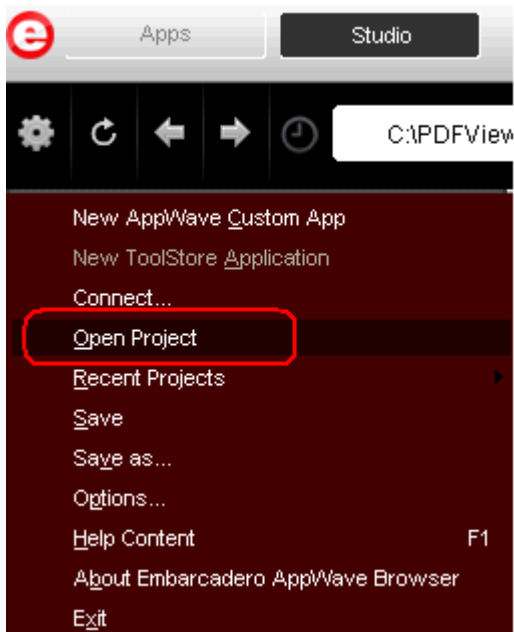 e
Apps Studio
C:\PDFView
New AppWave Custom App
New ToolStore Application
Connect...
Open Project
Recent Projects
Save
Save as...
Options...
Help Content F1
About Embarcadero AppWave Browser
Exit